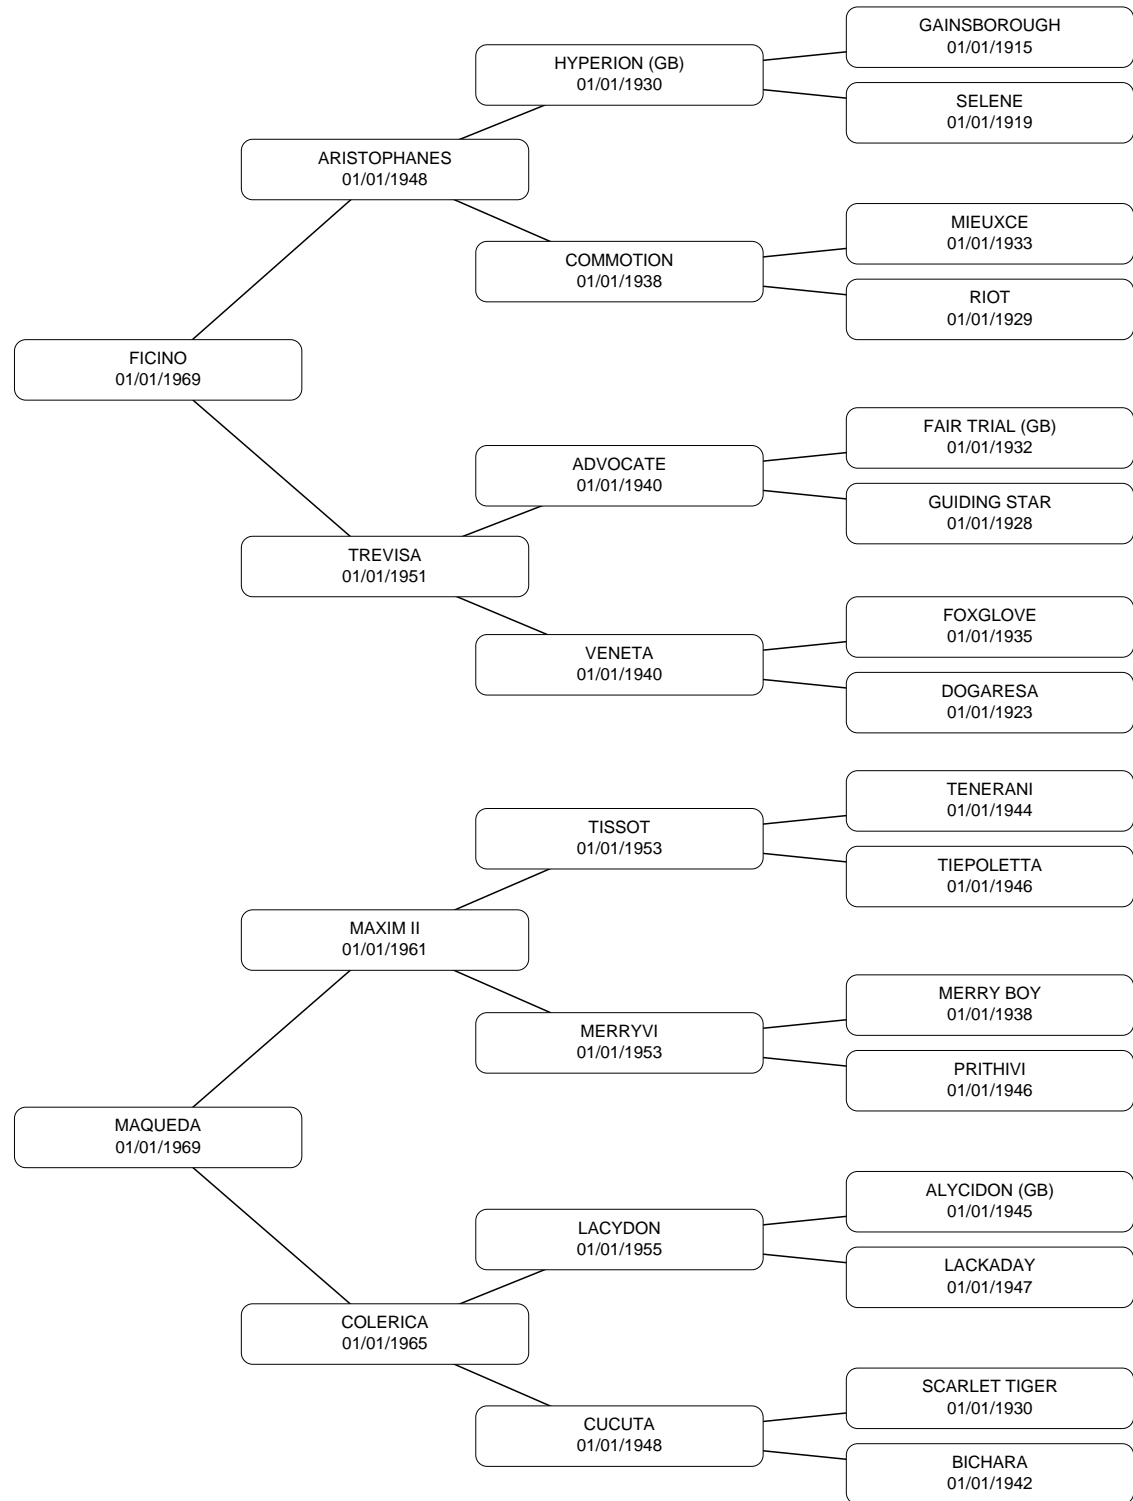 GAINSBOROUGH
01/01/1915
HYPERION (GB)
01/01/1930
SELENE
01/01/1919
ARISTOPHANES
01/01/1948
MIEUXCE
01/01/1933
COMMOTION
01/01/1938
RIOT
01/01/1929
FICINO
01/01/1969
FAIR TRIAL (GB)
01/01/1932
ADVOCATE
01/01/1940
GUIDING STAR
01/01/1928
TREVISA
01/01/1951
FOXGLOVE
01/01/1935
VENETA
01/01/1940
DOGARESA
01/01/1923
TENERANI
01/01/1944
TISSOT
01/01/1953
TIEPOLETTA
01/01/1946
MAXIM II
01/01/1961
MERRY BOY
01/01/1938
MERRYVI
01/01/1953
PRITHIVI
01/01/1946
MAQUEDA
01/01/1969
ALYCIDON (GB)
01/01/1945
LACYDON
01/01/1955
LACKADAY
01/01/1947
COLERICA
01/01/1965
SCARLET TIGER
01/01/1930
CUCUTA
01/01/1948
BICHARA
01/01/1942